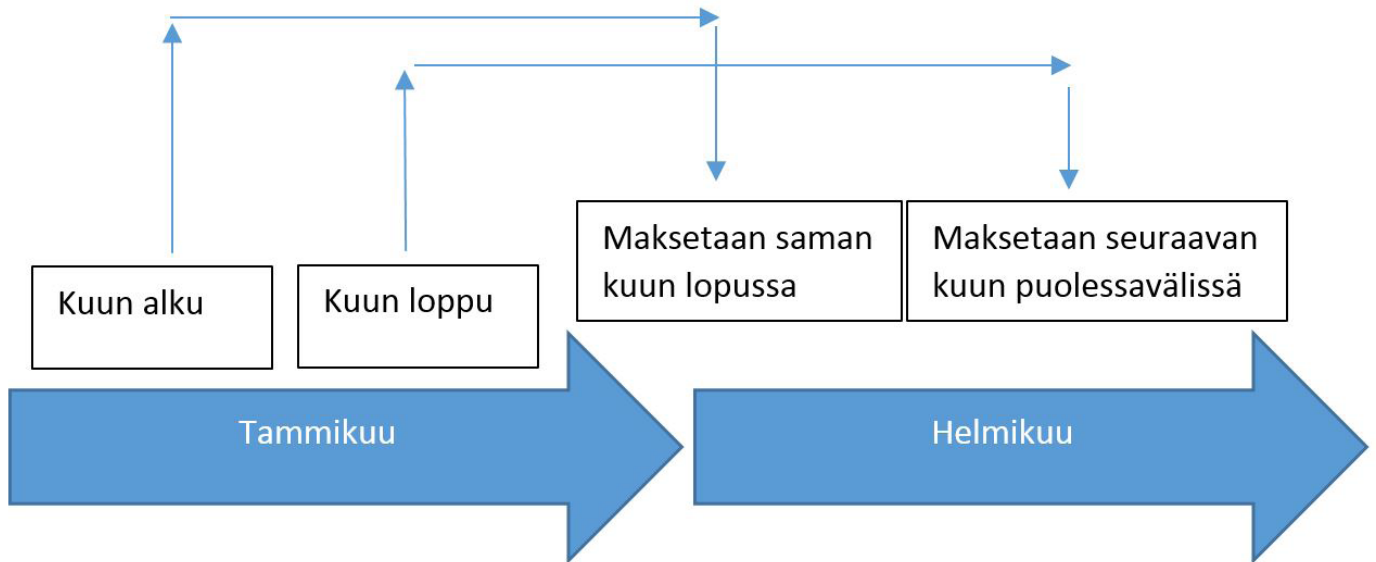 Kuun alku
Kuun loppu
Maksetaan saman
kuun lopussa
Maksetaan seuraavan
kuun puolessavälissä
Tammikuu
Helmikuu